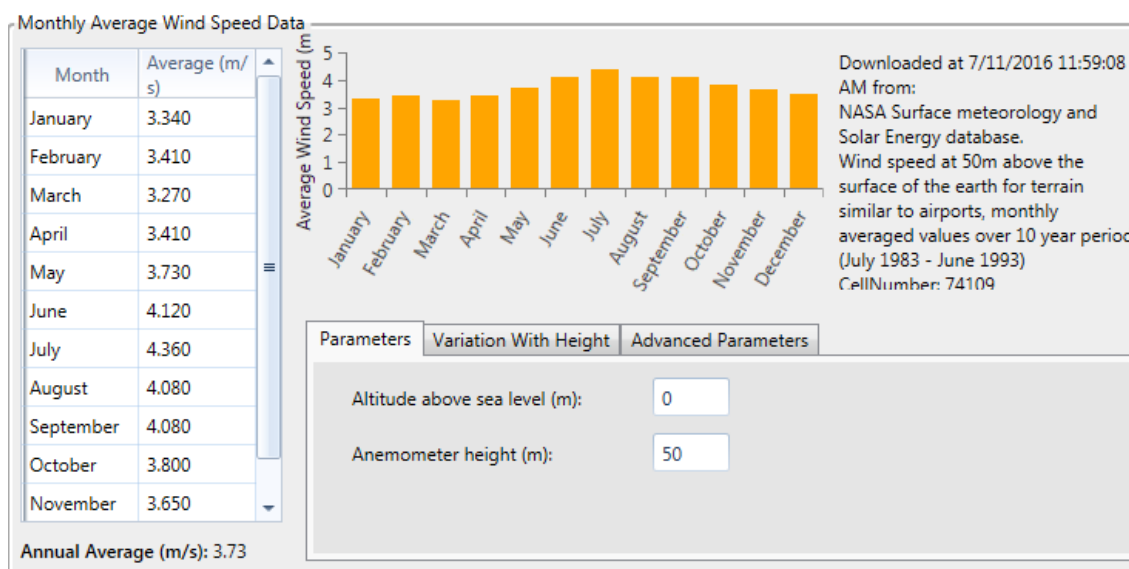 Monthly Average Wind Speed Data
Month Average (m/
s)
January 3.340
February 3.410
March 3.270
April 3.410
May 3.730
June 4.120
July 4.360
August 4.080
September 4.080
October 3.800
November 3.650
Annual Average (m/s): 3.73
Average Wind Speed (m
5
4
3
2
1
0
January
February
March
April
May
June
July
August
September
October
November
December
Downloaded at 7/11/2016 11:59:08
AM from:
NASA Surface meteorology and
Solar Energy database.
Wind speed at 50m above the
surface of the earth for terrain
similar to airports, monthly
averaged values over 10 year period
(July 1983 - June 1993)
CellNumber: 74109
Parameters Variation With Height Advanced Parameters
Altitude above sea level (m): 0
Anemometer height (m): 50